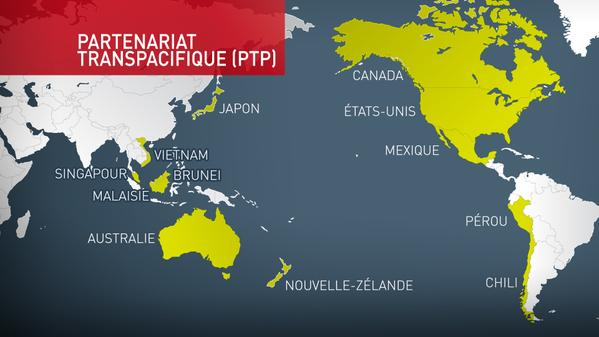 PARTENARIAT
TRANSPACIFIQUE (PTP)
CANADA
JAPON
ÉTATS-UNIS
MEXIQUE
VIETNAM
SINGAPOUR
BRUNEI
MALAISIE
PÉROU
AUSTRALIE
CHILI
NOUVELLE-ZÉLANDE